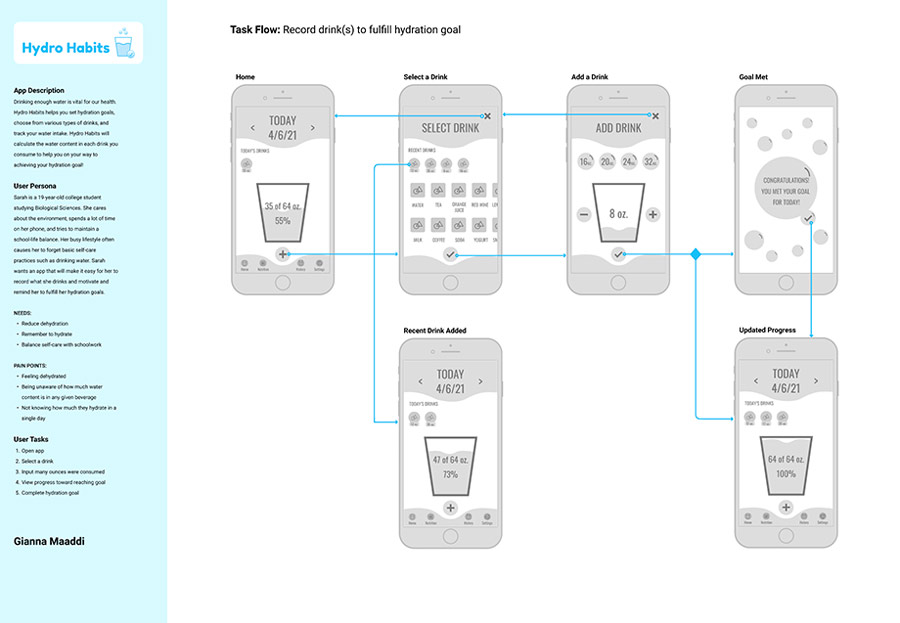 Hydro Habits
App Description
Drinking enough water is vital for our health.
Hydro Habits helps you set hydration goals,
choose from various types of drinks, and
track your water intake. Hydro Habits will
calculate the water content in each drink you
consume to help you on your way to
achieving your hydration goal!
User Persona
Sarah is a 19 year old college student
studying Biological Sciences. She cares
about the environment, spends a lot of time
on her phone, and tries to maintain a
school-life balance. Her busy lifestyle often
causes her to forget basic self-care
practices such as drinking water. Sarah
wants an app that will make it easy for her to
record what she drinks and motivate and
remind her to fulfill her hydration goals.
NEEDS:
• Reduce dehydration
• Remember to hydrate
• Balance self-care with schoolwork
PAIN POINTS:
• Feeling dehydrated
• Being unaware of how much water
content is in any given beverage
• Not knowing how much they hydrate in a
single day
User Tasks
1. Open app
2. Select a drink
3. Input many ounces were consumed
4. View progress toward reaching goal
5. Complete hydration goal
Gianna Maaddi
Task Flow: Record drink(s) to fulfill hydration goal
Home
< TODAY >
4/6/21
TODAY'S DRINKS
35 of 64 oz.
55%
+
Home
History
Settings
Select a Drink
×
SELECT DRINK
RECENT DRINKS
WATER TEA ORANGE JUICE RED WINE
MILK COFFEE SODA YOGURT
Add a Drink
×
ADD DRINK
16oz 20oz 24oz 32oz
− 8 oz. +
Goal Met
CONGRATULATIONS!
YOU MET YOUR GOAL
FOR TODAY!
Recent Drink Added
< TODAY >
4/6/21
TODAY'S DRINKS
47 of 64 oz.
73%
+
Home
History
Settings
Updated Progress
< TODAY >
4/6/21
TODAY'S DRINKS
64 of 64 oz.
100%
+
Home
History
Settings